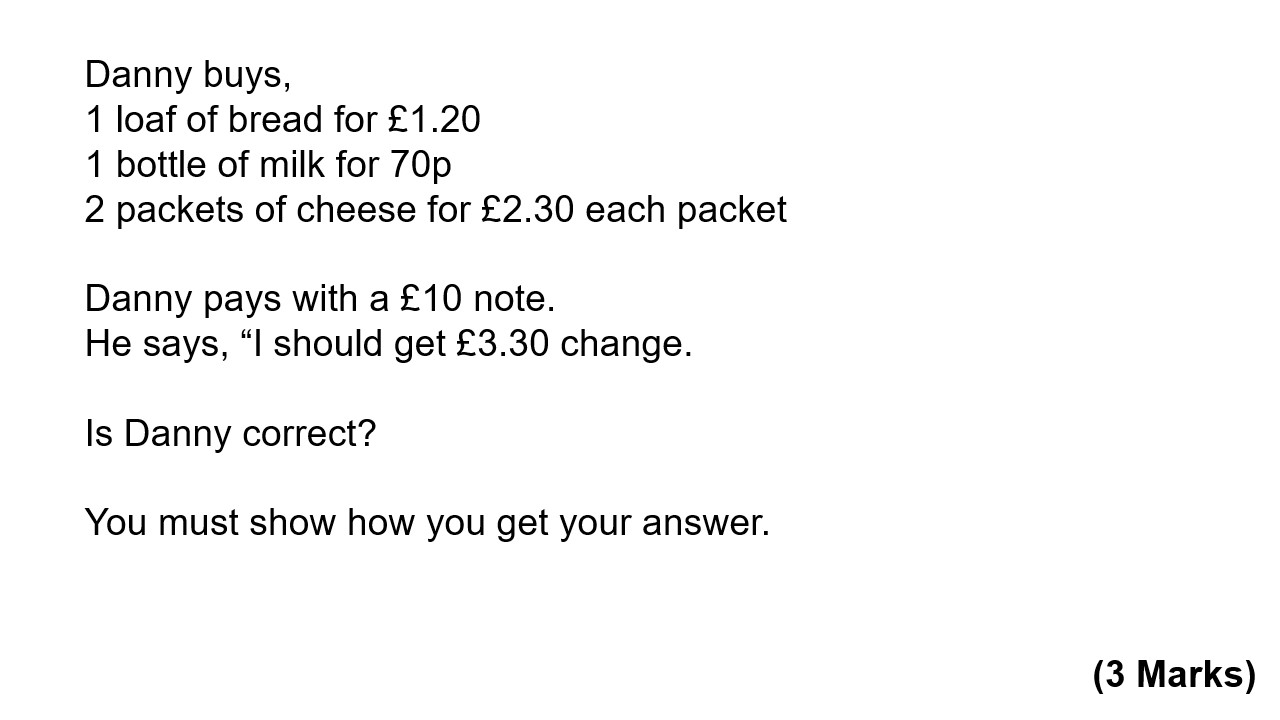 Danny buys,
1 loaf of bread for £1.20
1 bottle of milk for 70p
2 packets of cheese for £2.30 each packet
Danny pays with a £10 note.
He says, “I should get £3.30 change.
Is Danny correct?
You must show how you get your answer.
(3 Marks)